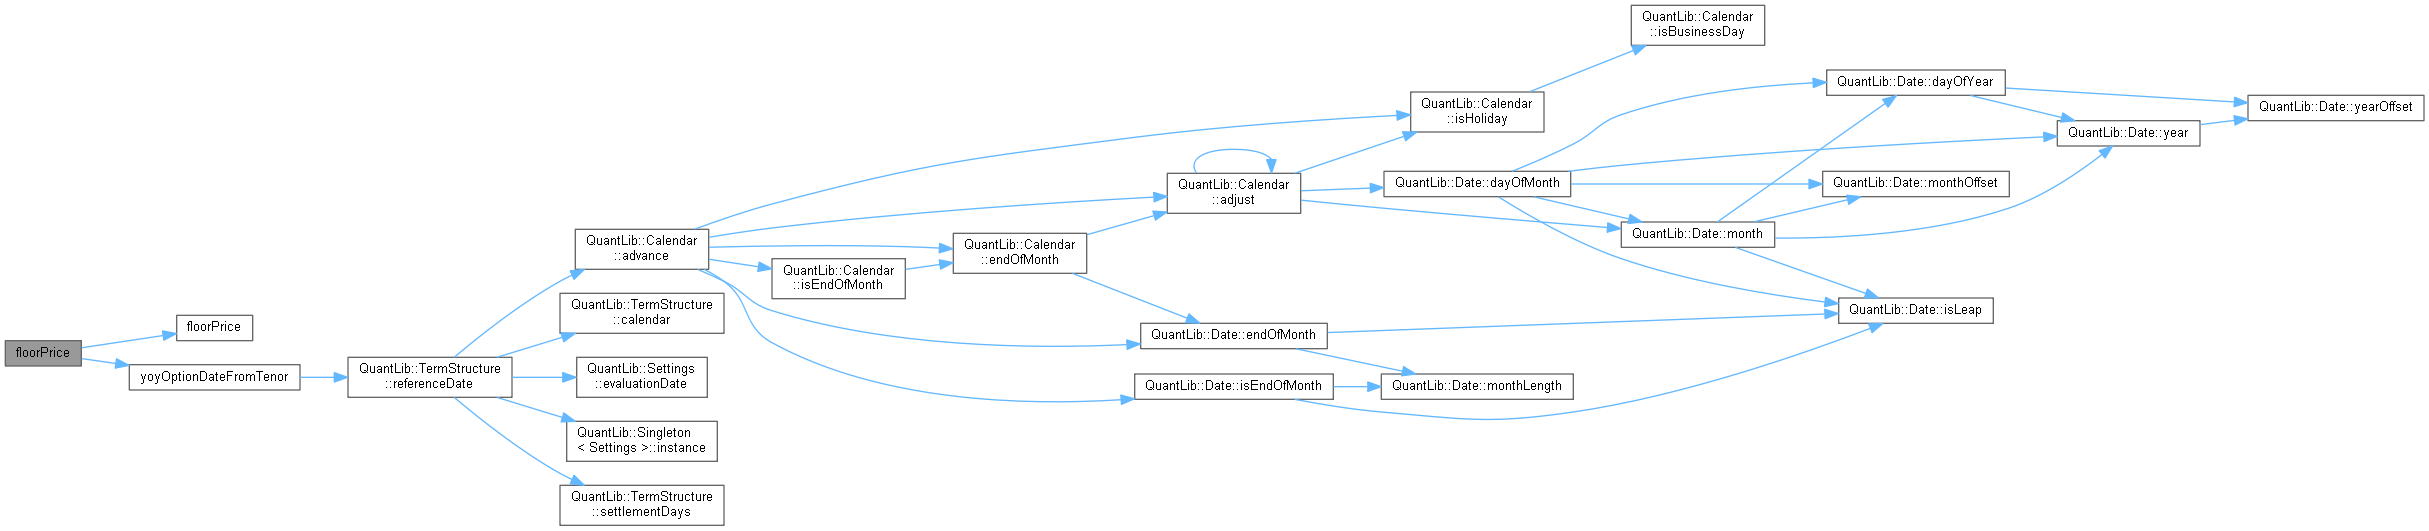 floorPrice
floorPrice
yoyOptionDateFromTenor
QuantLib::TermStructure
::referenceDate
QuantLib::Calendar
::advance
QuantLib::TermStructure
::calendar
QuantLib::Settings
::evaluationDate
QuantLib::Singleton
< Settings >::instance
QuantLib::TermStructure
::settlementDays
QuantLib::Calendar
::isEndOfMonth
QuantLib::Calendar
::endOfMonth
QuantLib::Calendar
::adjust
QuantLib::Date::endOfMonth
QuantLib::Date::isEndOfMonth
QuantLib::Calendar
::isHoliday
QuantLib::Date::dayOfMonth
QuantLib::Date::monthLength
QuantLib::Calendar
::isBusinessDay
QuantLib::Date::month
QuantLib::Date::dayOfYear
QuantLib::Date::monthOffset
QuantLib::Date::isLeap
QuantLib::Date::year
QuantLib::Date::yearOffset